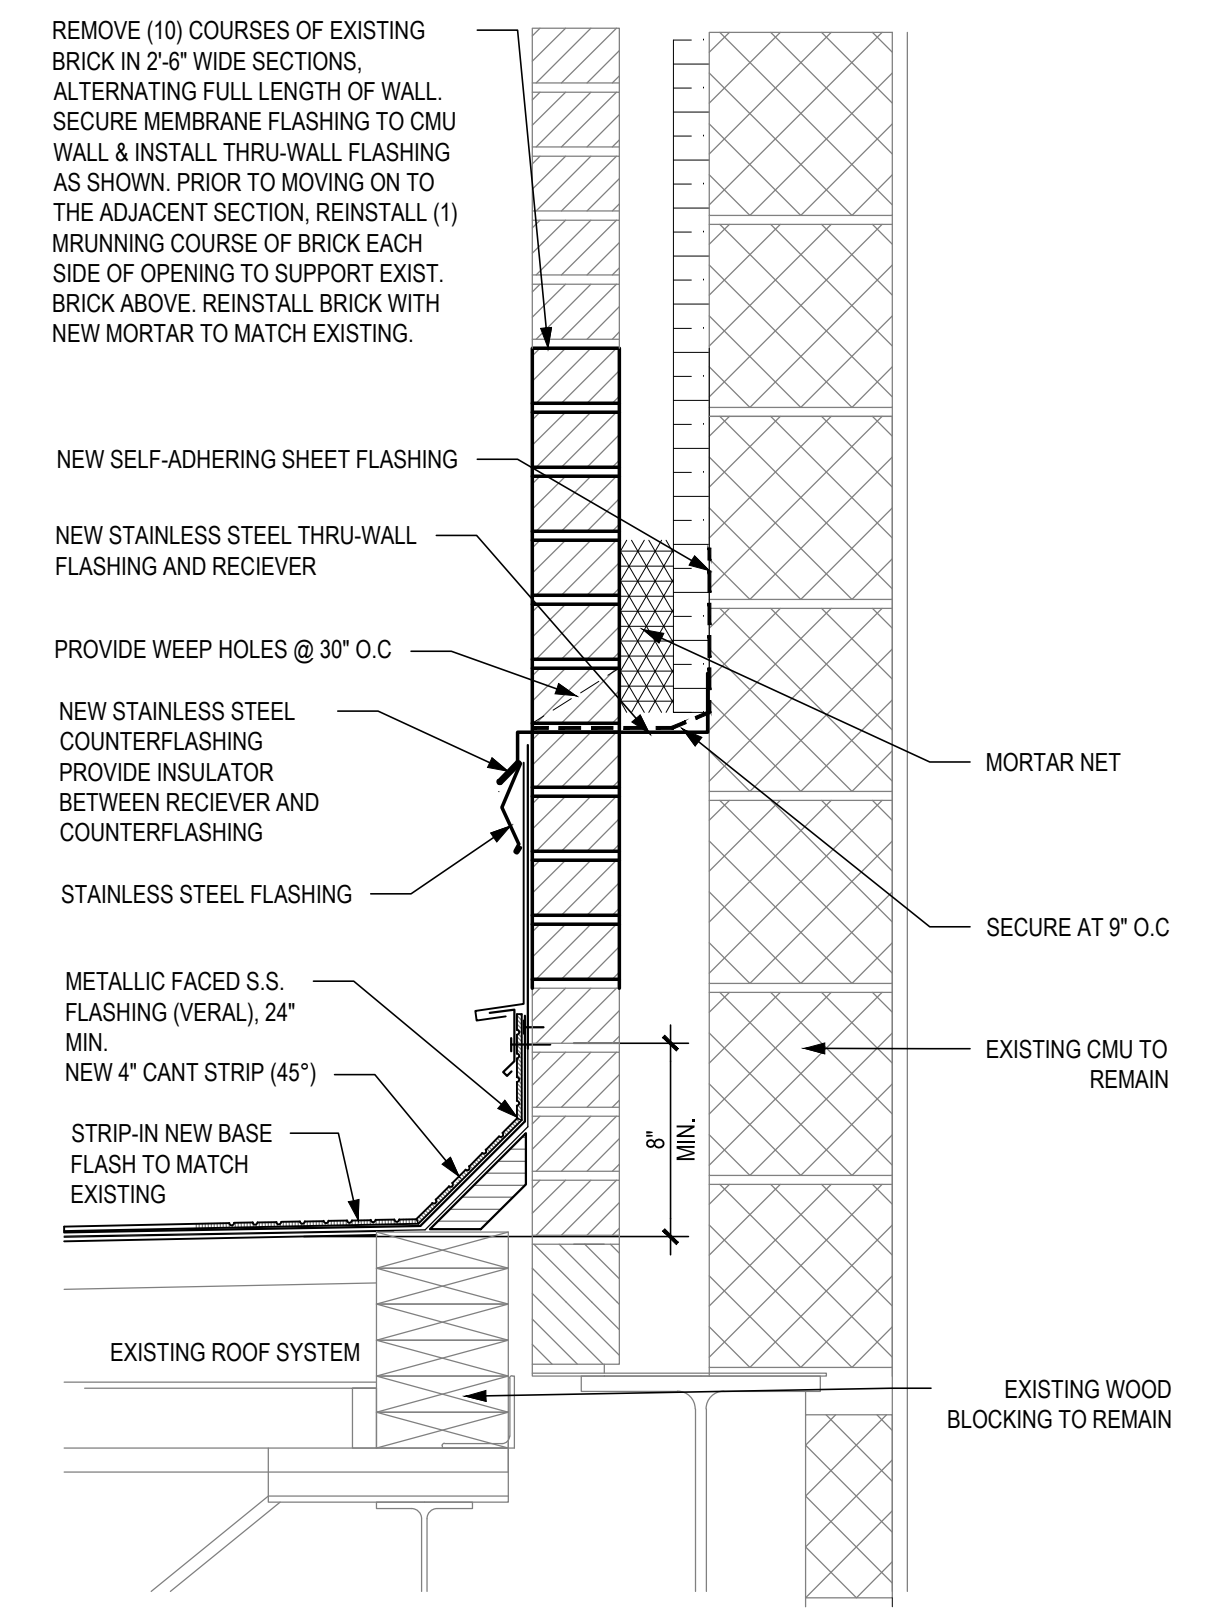 REMOVE (10) COURSES OF EXISTING
BRICK IN 2'-6" WIDE SECTIONS,
ALTERNATING FULL LENGTH OF WALL.
SECURE MEMBRANE FLASHING TO CMU
WALL & INSTALL THRU-WALL FLASHING
AS SHOWN. PRIOR TO MOVING ON TO
THE ADJACENT SECTION, REINSTALL (1)
MRUNNING COURSE OF BRICK EACH
SIDE OF OPENING TO SUPPORT EXIST.
BRICK ABOVE. REINSTALL BRICK WITH
NEW MORTAR TO MATCH EXISTING.
NEW SELF-ADHERING SHEET FLASHING
NEW STAINLESS STEEL THRU-WALL
FLASHING AND RECIEVER
PROVIDE WEEP HOLES @ 30" O.C
NEW STAINLESS STEEL
COUNTERFLASHING
PROVIDE INSULATOR
BETWEEN RECIEVER AND
COUNTERFLASHING
STAINLESS STEEL FLASHING
METALLIC FACED S.S.
FLASHING (VERAL), 24"
MIN.
NEW 4" CANT STRIP (45°)
STRIP-IN NEW BASE
FLASH TO MATCH
EXISTING
EXISTING ROOF SYSTEM
8"
MIN.
MORTAR NET
SECURE AT 9" O.C
EXISTING CMU TO
REMAIN
EXISTING WOOD
BLOCKING TO REMAIN